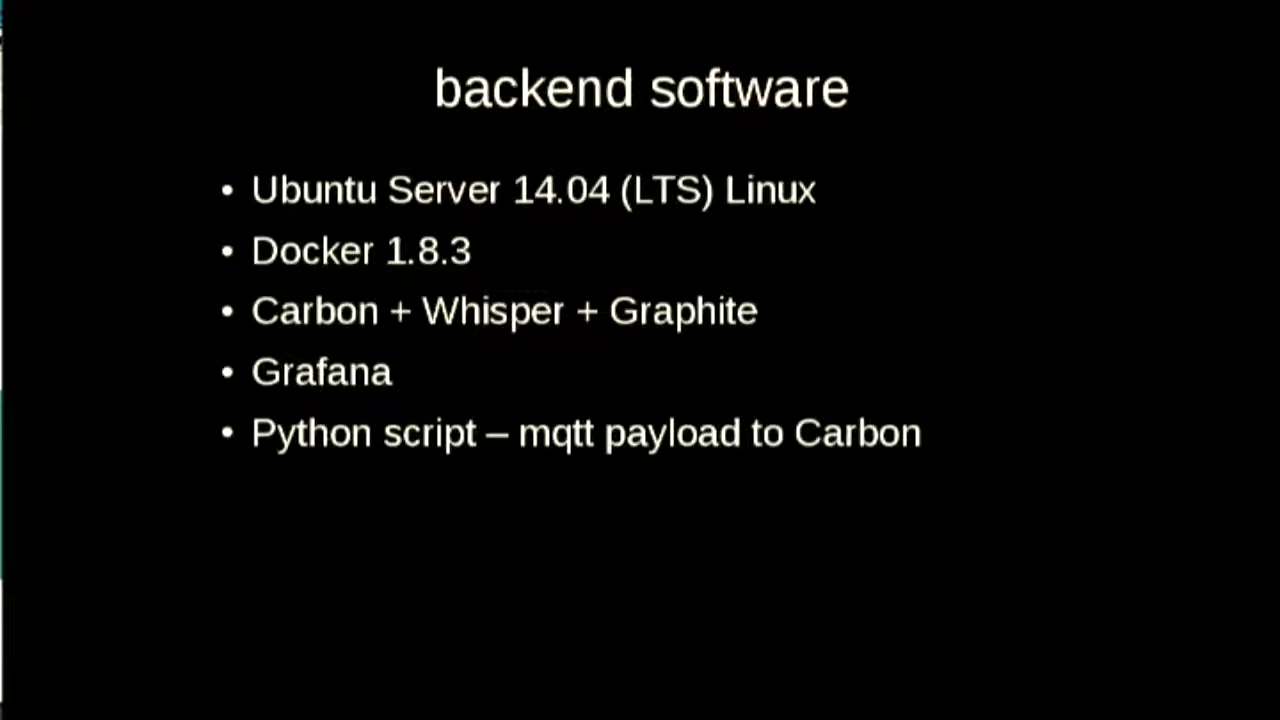 backend software
• Ubuntu Server 14.04 (LTS) Linux
• Docker 1.8.3
• Carbon + Whisper + Graphite
• Grafana
• Python script – mqtt payload to Carbon